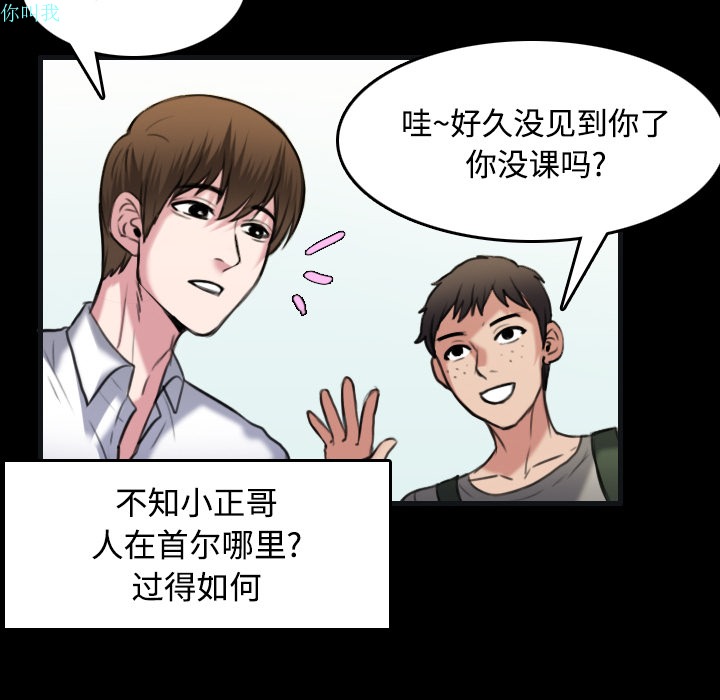 你叫我
哇~好久没见到你了
你没课吗?
不知小正哥
人在首尔哪里?
过得如何